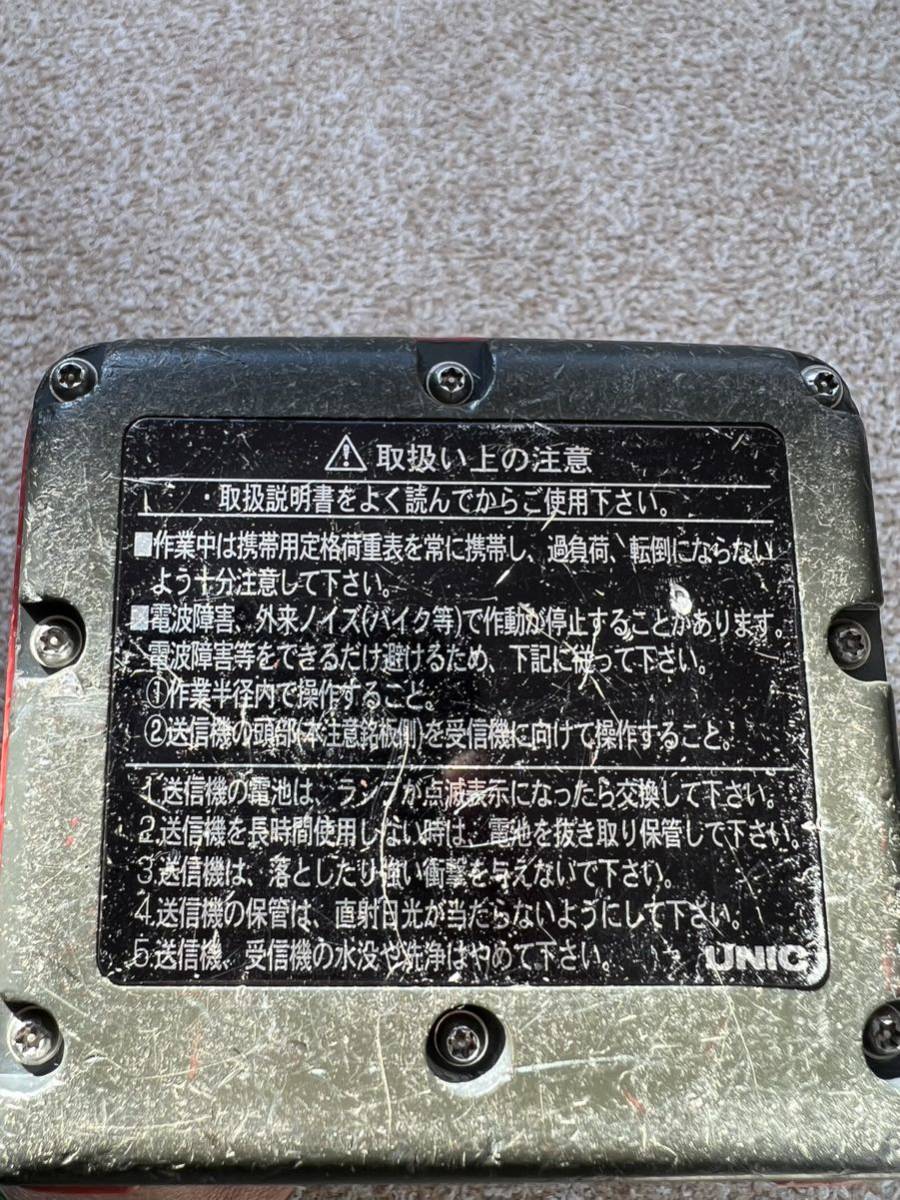 取扱い上の注意
・取扱説明書をよく読んでからご使用下さい。
■作業中は携帯用定格荷重表を常に携帯し、過負荷、転倒にならない
よう十分注意して下さい。
■電波障害、外来ノイズ(バイク等)で作動が停止することがあります。
電波障害等をできるだけ避けるため、下記に従って下さい。
①作業半径内で操作すること。
②送信機の頭部(本注意銘板側)を受信機に向けて操作すること。
1.送信機の電池は、ランプが点滅表示になったら交換して下さい。
2.送信機を長時間使用しない時は、電池を抜き取り保管して下さい。
3.送信機は、落としたり強い衝撃を与えないで下さい。
4.送信機の保管は、直射日光が当たらないようにして下さい。
5.送信機、受信機の水没や洗浄はやめて下さい。
UNIC